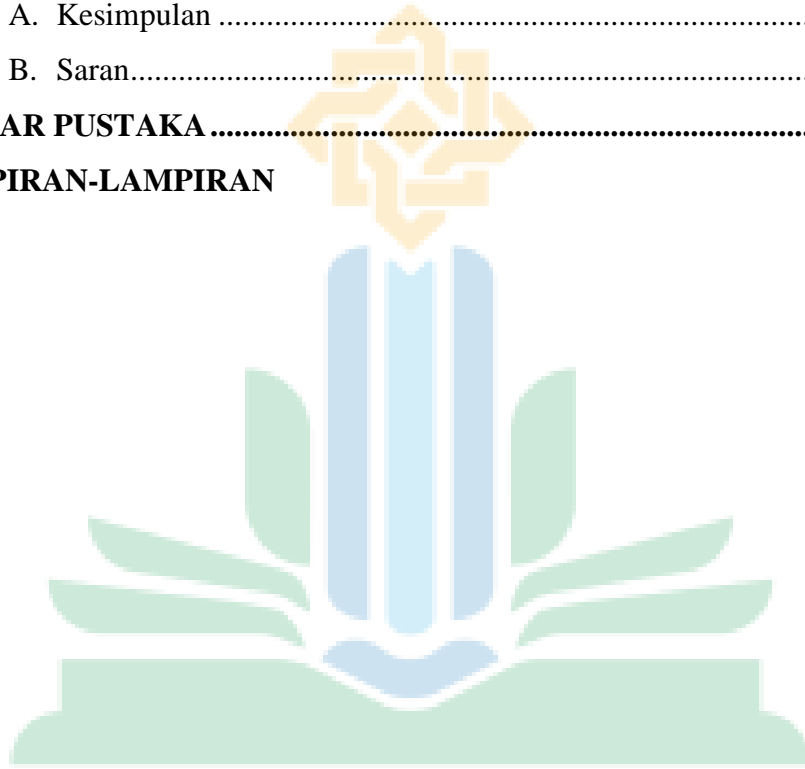 A. Kesimpulan ..........................................................................
B. Saran.......................................................................................
AR PUSTAKA ............................................................................
PIRAN-LAMPIRAN